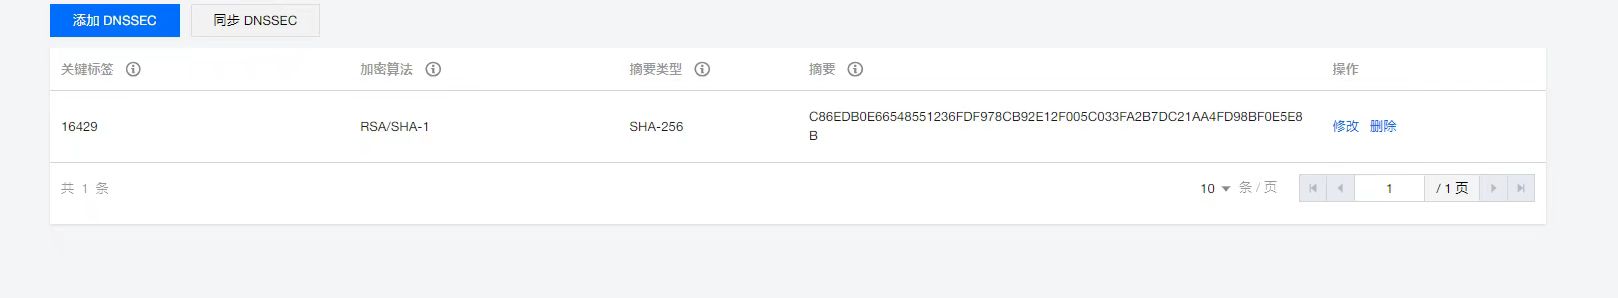 添加 DNSSEC 同步 DNSSEC
关键标签 加密算法 摘要类型 摘要 操作
16429 RSA/SHA-1 SHA-256 C86EDB0E66548551236FDF978CB92E12F005C033FA2B7DC21AA4FD98BF0E5E8 修改 删除
B
共 1 条 10 条 / 页 1 / 1 页